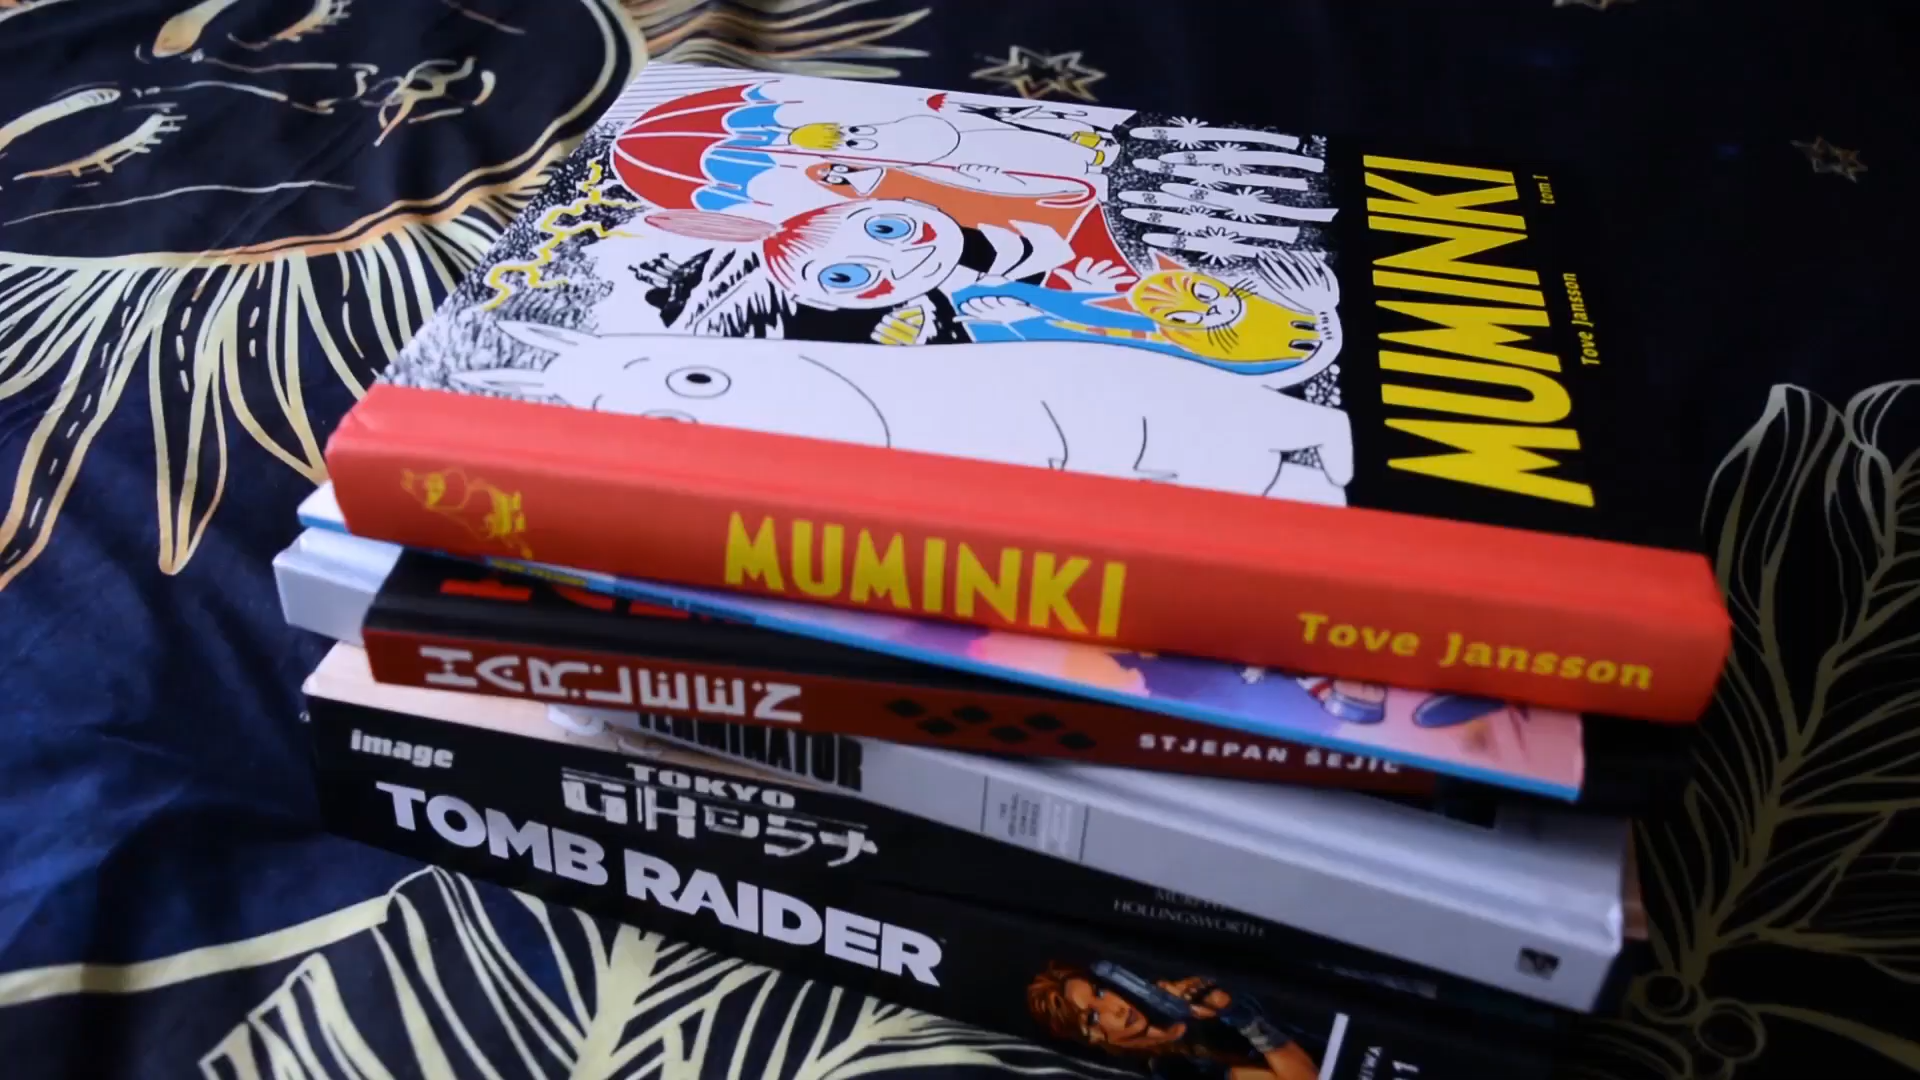 MUMINKI
tom I
Tove Jansson
MUMINKI
Tove Jansson
HARLEEN
STJEPAN ŠEJIĆ
TERMINATOR
image
TOKYO
GHOST
HOLLINGSWORTH
TOMB RAIDER
1